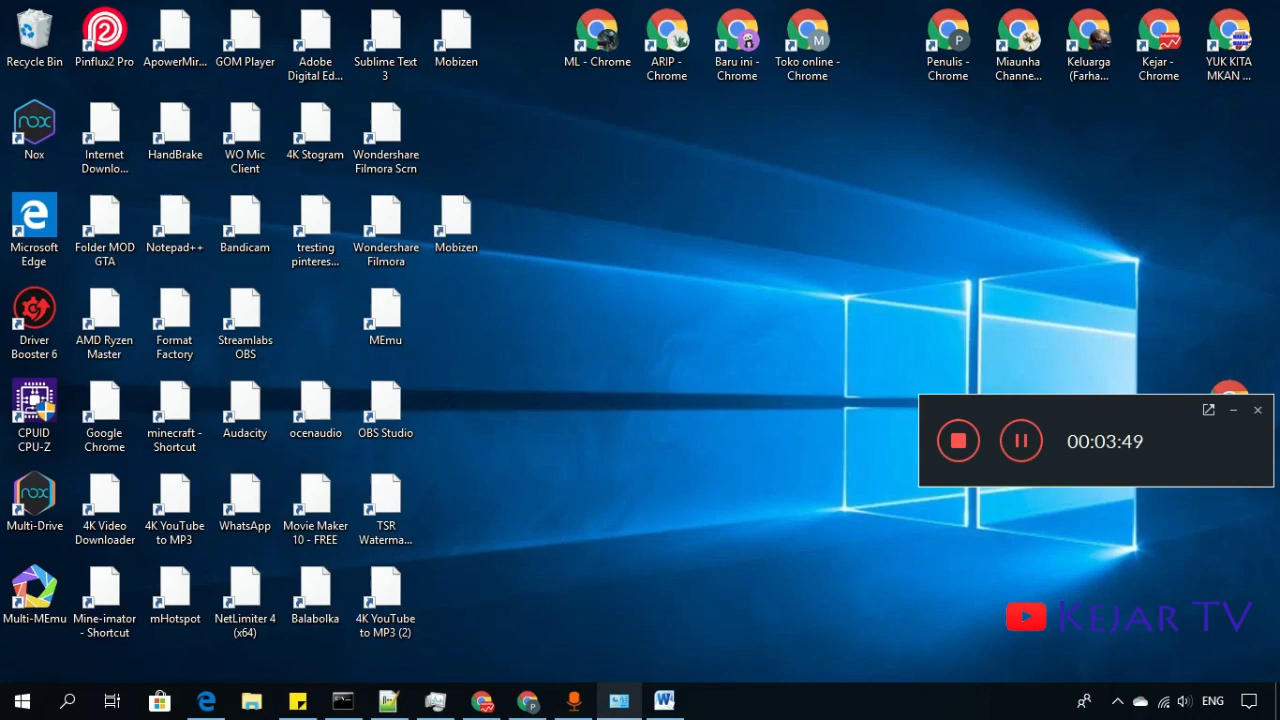 Recycle Bin
Pinflux2 Pro
ApowerMir...
GOM Player
Adobe
Digital Ed...
Sublime Text
3
Mobizen
ML - Chrome
ARIP -
Chrome
Baru ini -
Chrome
Toko online -
Chrome
Penulis -
Chrome
Miaunha
Channe...
Keluarga
(Farha...
Kejar -
Chrome
YUK KITA
MKAN ...
Nox
Internet
Downlo...
HandBrake
WO Mic
Client
4K Stogram
Wondershare
Filmora Scrn
Microsoft
Edge
Folder MOD
GTA
Notepad++
Bandicam
tresting
pinteres...
Wondershare
Filmora
Mobizen
Driver
Booster 6
AMD Ryzen
Master
Format
Factory
Streamlabs
OBS
MEmu
CPUID
CPU-Z
Google
Chrome
minecraft -
Shortcut
Audacity
ocenaudio
OBS Studio
00:03:49
Multi-Drive
4K Video
Downloader
4K YouTube
to MP3
WhatsApp
Movie Maker
10 - FREE
TSR
Waterma...
Multi-MEmu
Mine-imator
- Shortcut
mHotspot
NetLimiter 4
(x64)
Balabolka
4K YouTube
to MP3 (2)
KEJAR TV
ENG